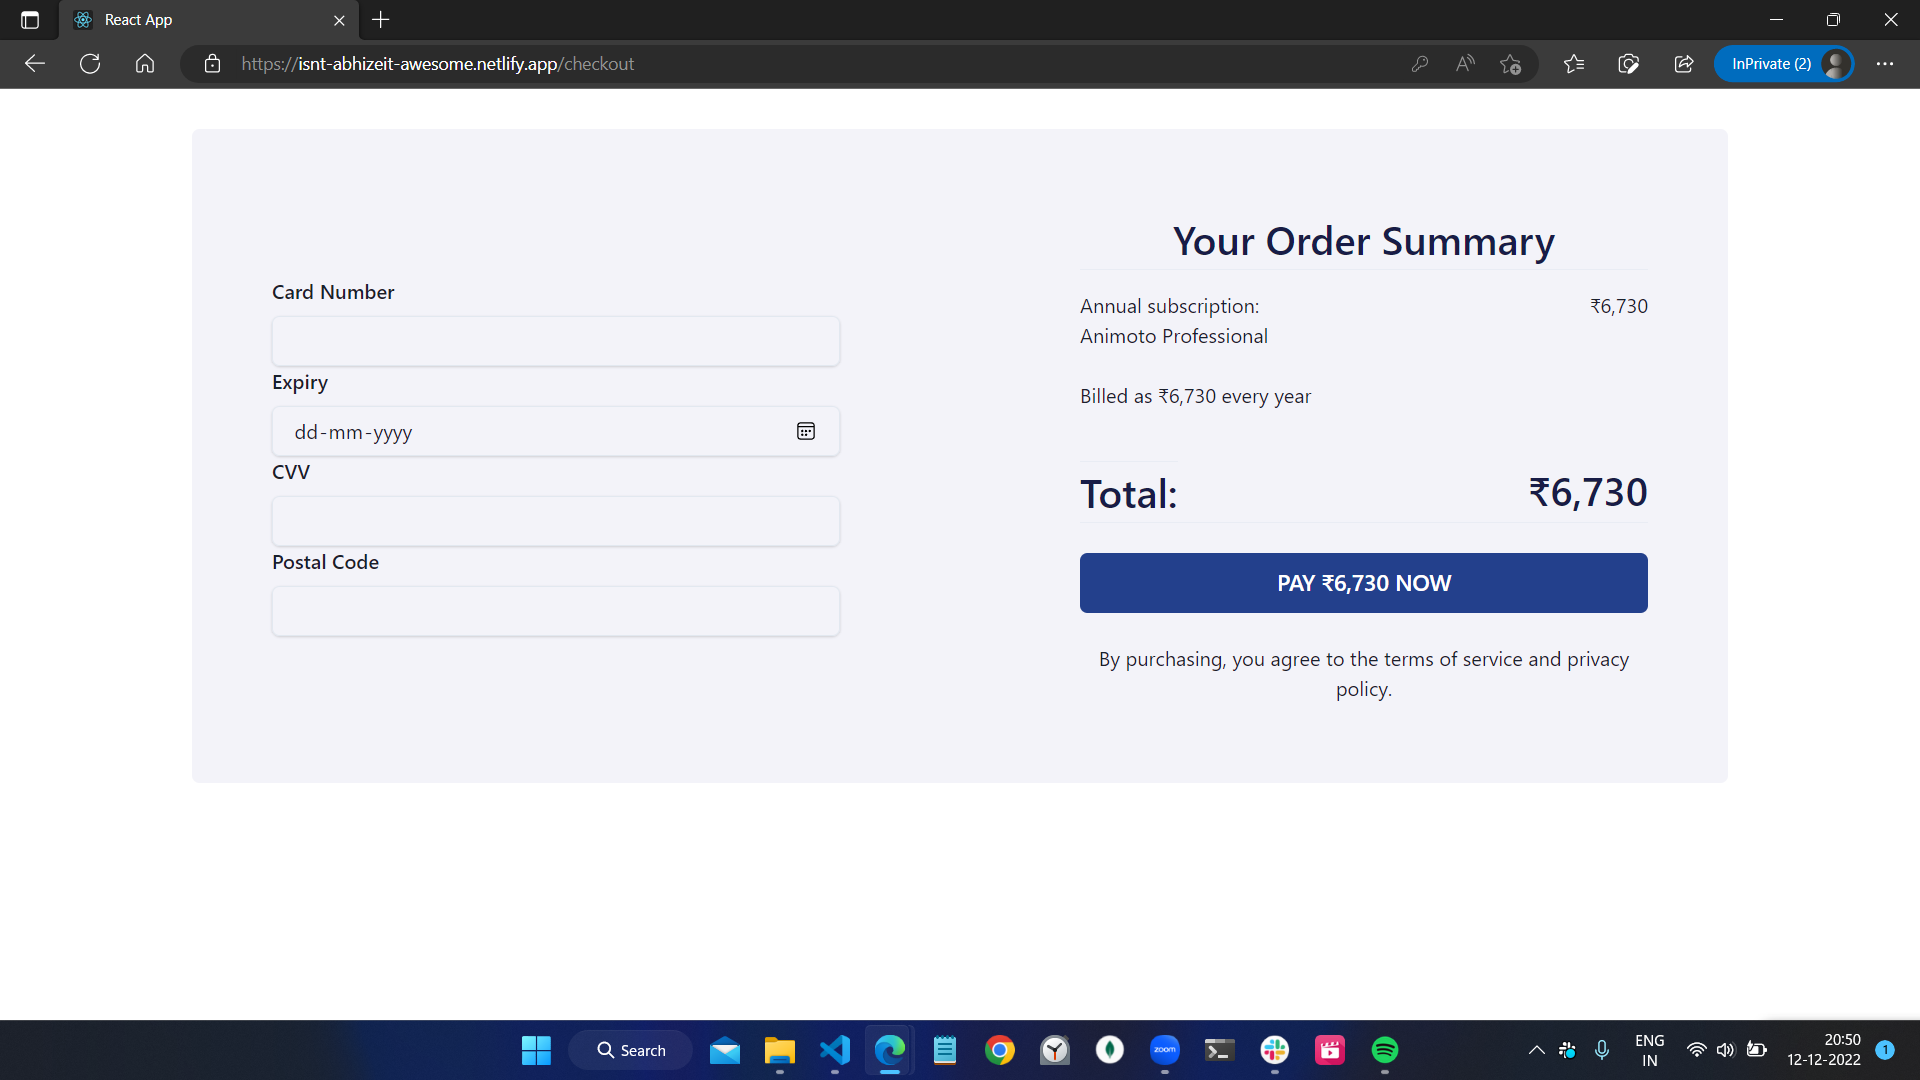 React App
https://isnt-abhizeit-awesome.netlify.app/checkout
InPrivate (2)
Card Number
Expiry
dd-mm-yyyy
CVV
Postal Code
Your Order Summary
Annual subscription: ₹6,730
Animoto Professional
Billed as ₹6,730 every year
Total: ₹6,730
PAY ₹6,730 NOW
By purchasing, you agree to the terms of service and privacy
policy.
Search
zoom
ENG
IN
20:50
12-12-2022
1